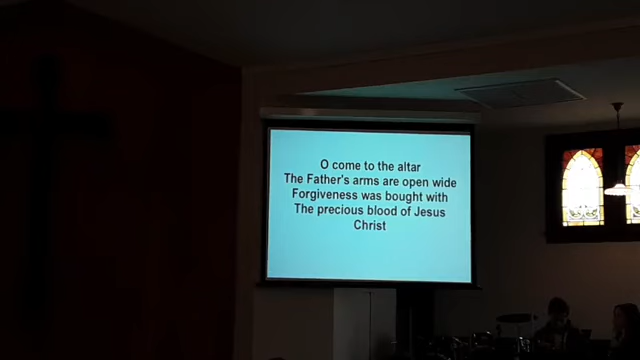 O come to the altar
The Father's arms are open wide
Forgiveness was bought with
The precious blood of Jesus
Christ